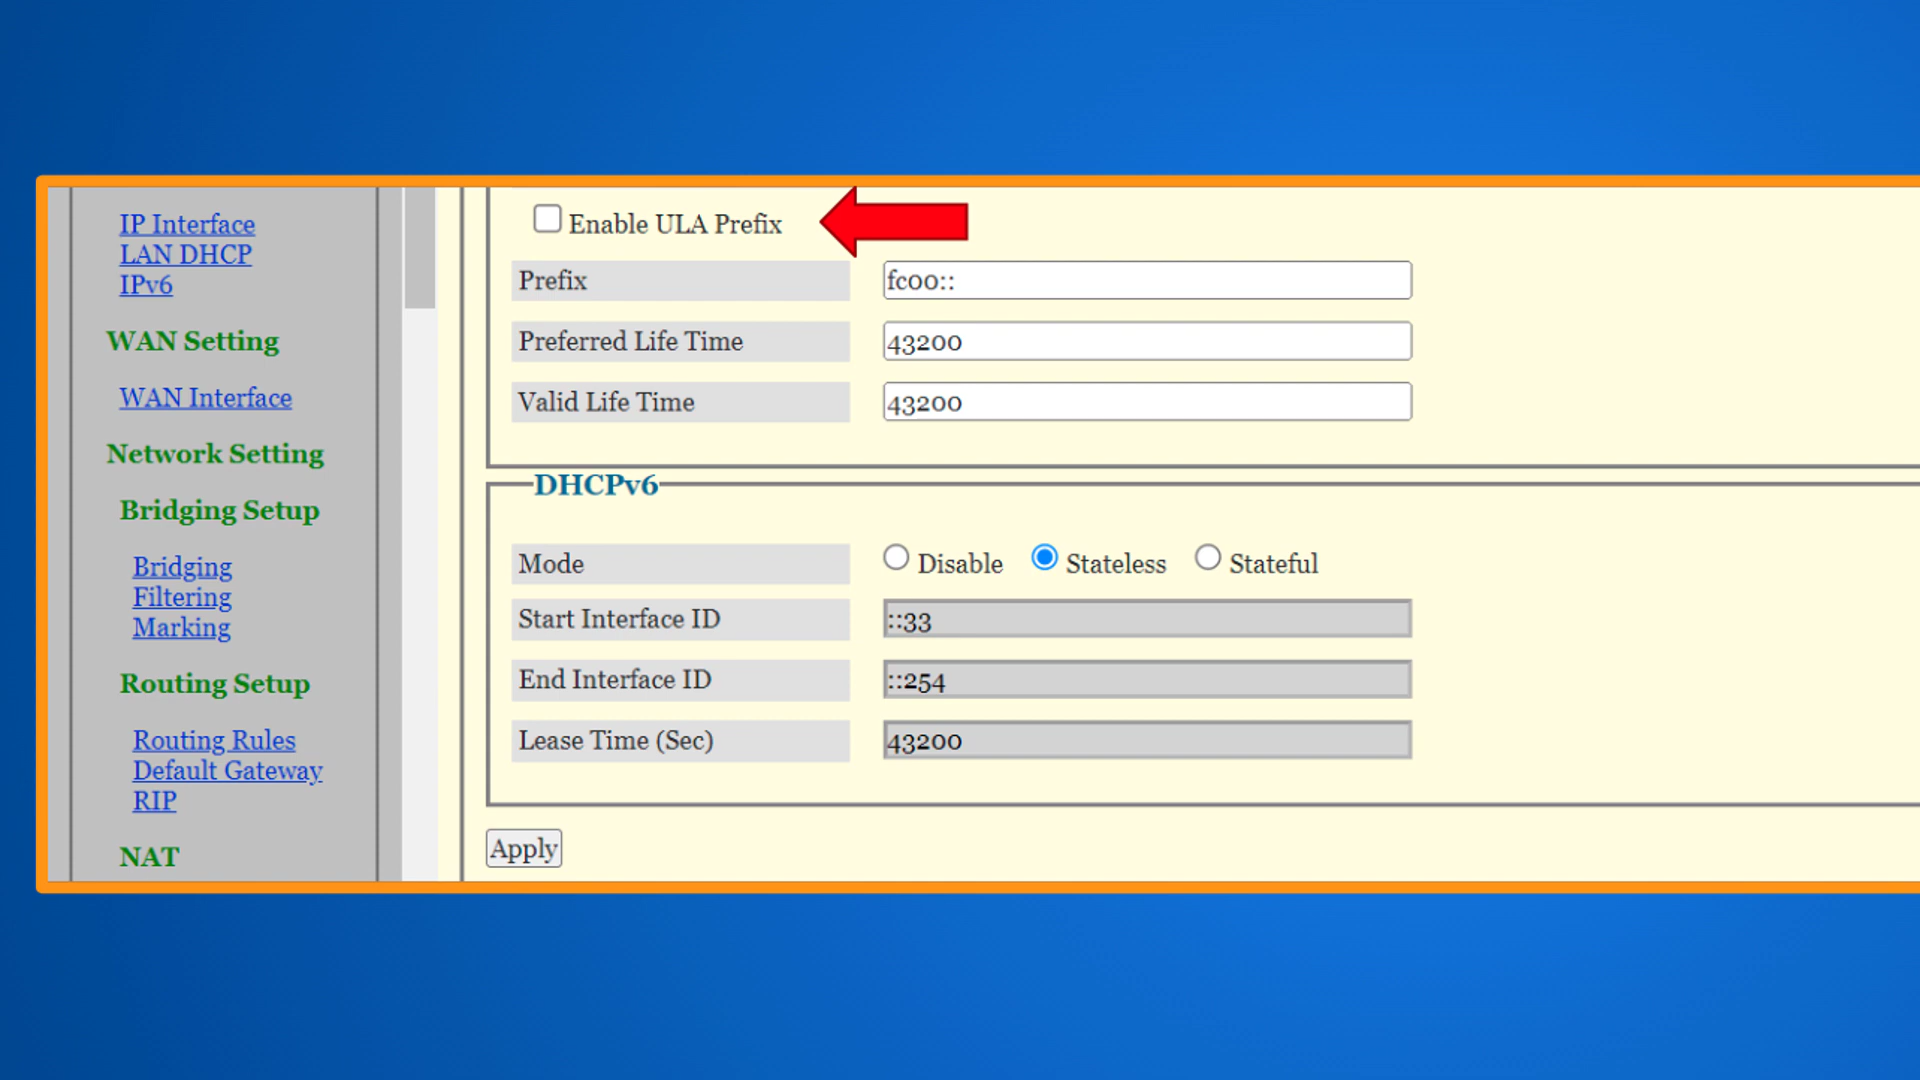 IP Interface
LAN DHCP
IPv6
WAN Setting
WAN Interface
Network Setting
Bridging Setup
Bridging
Filtering
Marking
Routing Setup
Routing Rules
Default Gateway
RIP
NAT
Enable ULA Prefix
Prefix fc00::
Preferred Life Time 43200
Valid Life Time 43200
DHCPv6
Mode Disable Stateless Stateful
Start Interface ID ::33
End Interface ID ::254
Lease Time (Sec) 43200
Apply